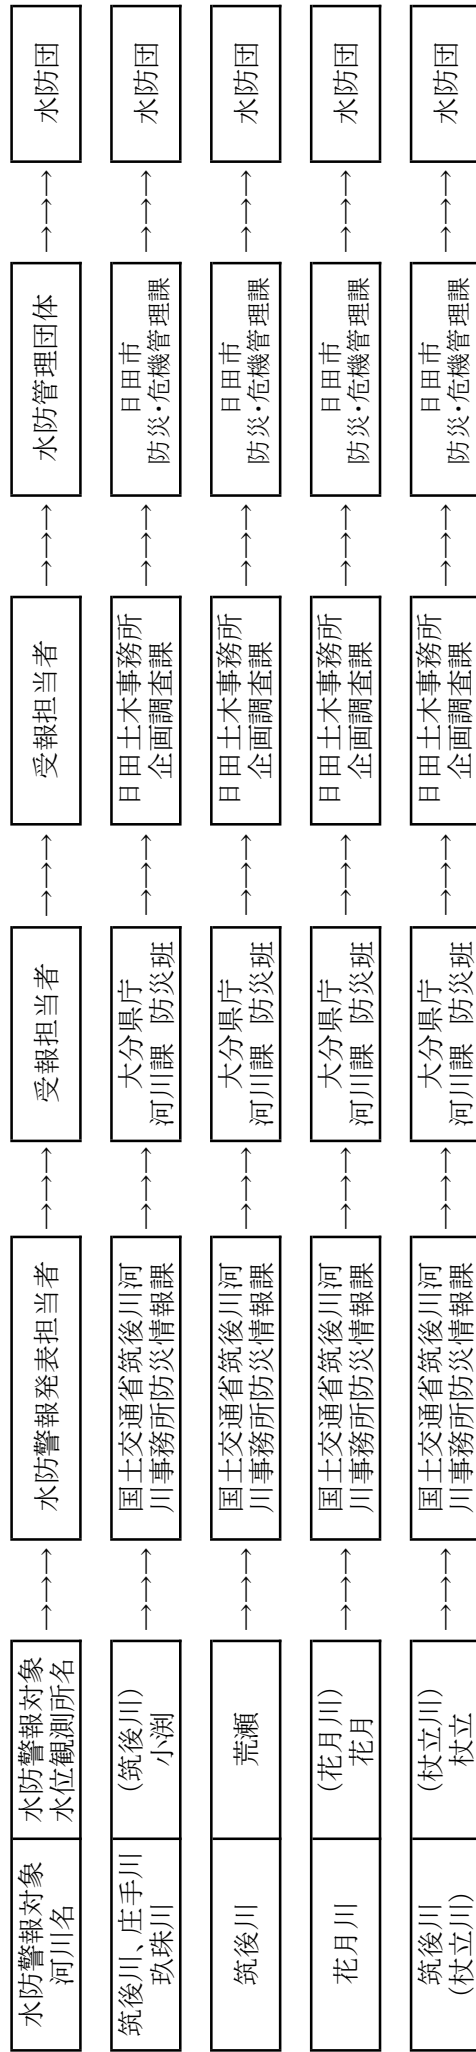 水防警報対象
河川名
水防警報対象
水位観測所名
→→→→
水防警報発表担当者
→→→→
受報担当者
→→→→
受報担当者
→→→→
水防管理団体
→→→→
水防団
筑後川、庄手川
玖珠川
(筑後川)
小渕
→→→→
国土交通省筑後川河
川事務所防災情報課
→→→→
大分県庁
河川課 防災班
→→→→
日田土木事務所
企画調査課
→→→→
日田市
防災・危機管理課
→→→→
水防団
筑後川
荒瀬
→→→→
国土交通省筑後川河
川事務所防災情報課
→→→→
大分県庁
河川課 防災班
→→→→
日田土木事務所
企画調査課
→→→→
日田市
防災・危機管理課
→→→→
水防団
花月川
(花月川)
花月
→→→→
国土交通省筑後川河
川事務所防災情報課
→→→→
大分県庁
河川課 防災班
→→→→
日田土木事務所
企画調査課
→→→→
日田市
防災・危機管理課
→→→→
水防団
筑後川
(杖立川)
(杖立川)
杖立
→→→→
国土交通省筑後川河
川事務所防災情報課
→→→→
大分県庁
河川課 防災班
→→→→
日田土木事務所
企画調査課
→→→→
日田市
防災・危機管理課
→→→→
水防団